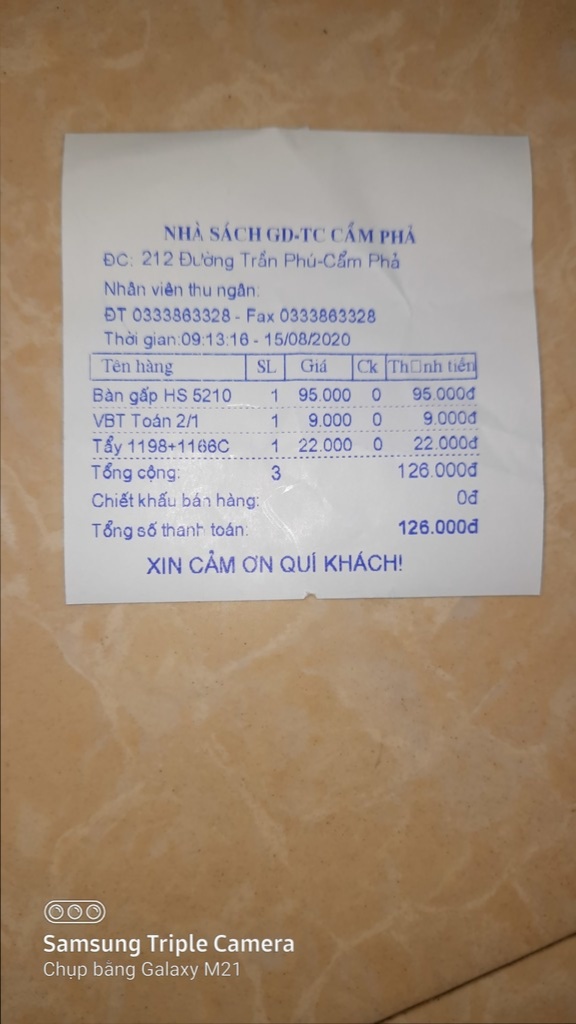 NHÀ SÁCH GD-TC CẨM PHẢ
ĐC: 212 Đường Trần Phú-Cẩm Phả
Nhân viên thu ngân:
ĐT 0333863328 - Fax 0333863328
Thời gian:09:13:16 - 15/08/2020
Tên hàng SL Giá Ck Th□nh tiền
Bàn gấp HS 5210 1 95.000 0 95.000đ
VBT Toán 2/1 1 9.000 0 9.000đ
Tẩy 1198+1166C 1 22.000 0 22.000đ
Tổng cộng: 3 126.000đ
Chiết khấu bán hàng: 0đ
Tổng số thanh toán: 126.000đ
XIN CẢM ƠN QUÍ KHÁCH!
Samsung Triple Camera
Chụp bằng Galaxy M21